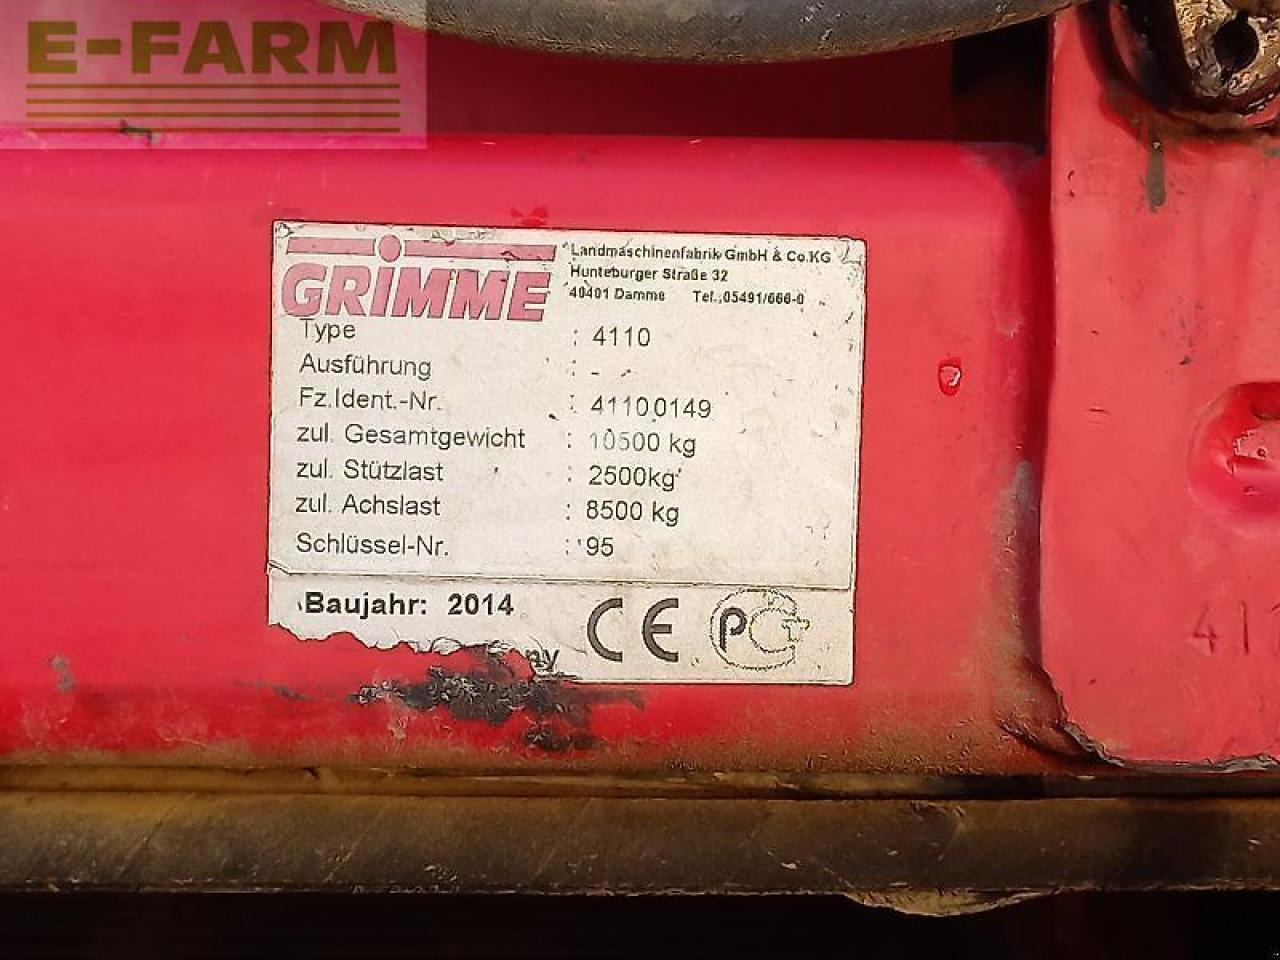 E-FARM
GRIMME
Landmaschinenfabrik GmbH & Co.KG
Hunteburger Straße 32
49401 Damme Tel.,05491/666-0
Type : 4110
Ausführung : -
Fz.Ident.-Nr. : 41100149
zul. Gesamtgewicht : 10500 kg
zul. Stützlast : 2500kg
zul. Achslast : 8500 kg
Schlüssel-Nr. : 95
Baujahr: 2014
CE